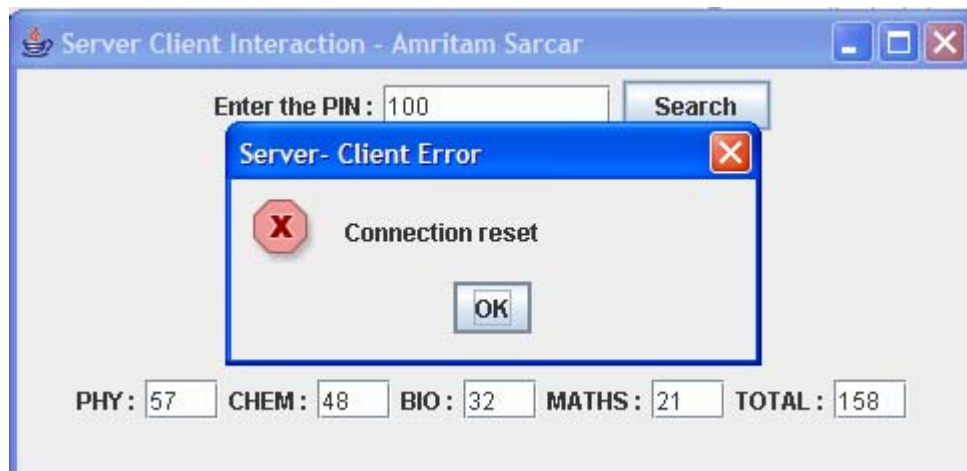 Server Client Interaction - Amritam Sarcar
Enter the PIN : 100 Search
Server- Client Error
X
Connection reset
OK
PHY : 57 CHEM : 48 BIO : 32 MATHS : 21 TOTAL : 158